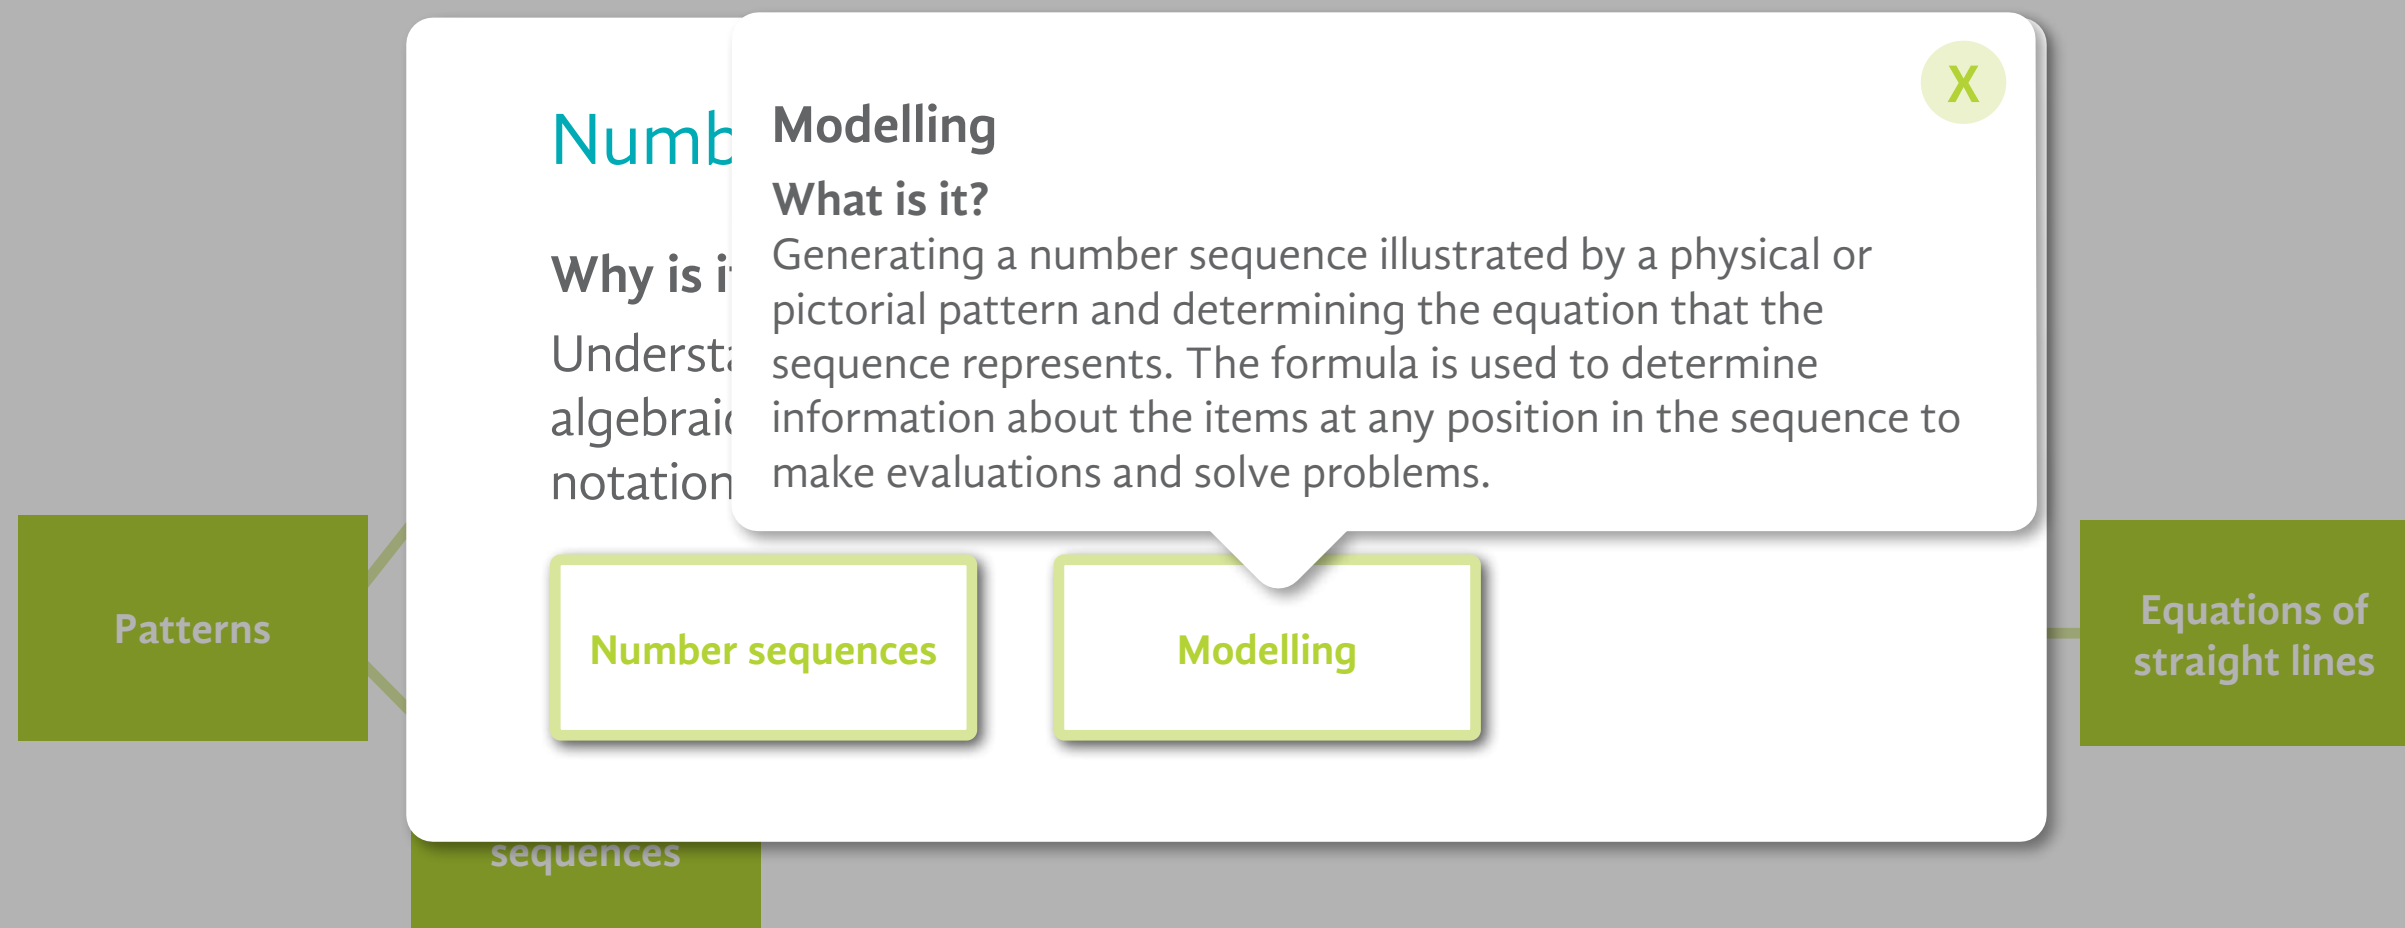 X
Modelling
What is it?
Generating a number sequence illustrated by a physical or
pictorial pattern and determining the equation that the
sequence represents. The formula is used to determine
information about the items at any position in the sequence to
make evaluations and solve problems.
Numb
Why is i
Understa
algebraic
notation
Patterns
Number sequences
Modelling
Equations of
straight lines
sequences